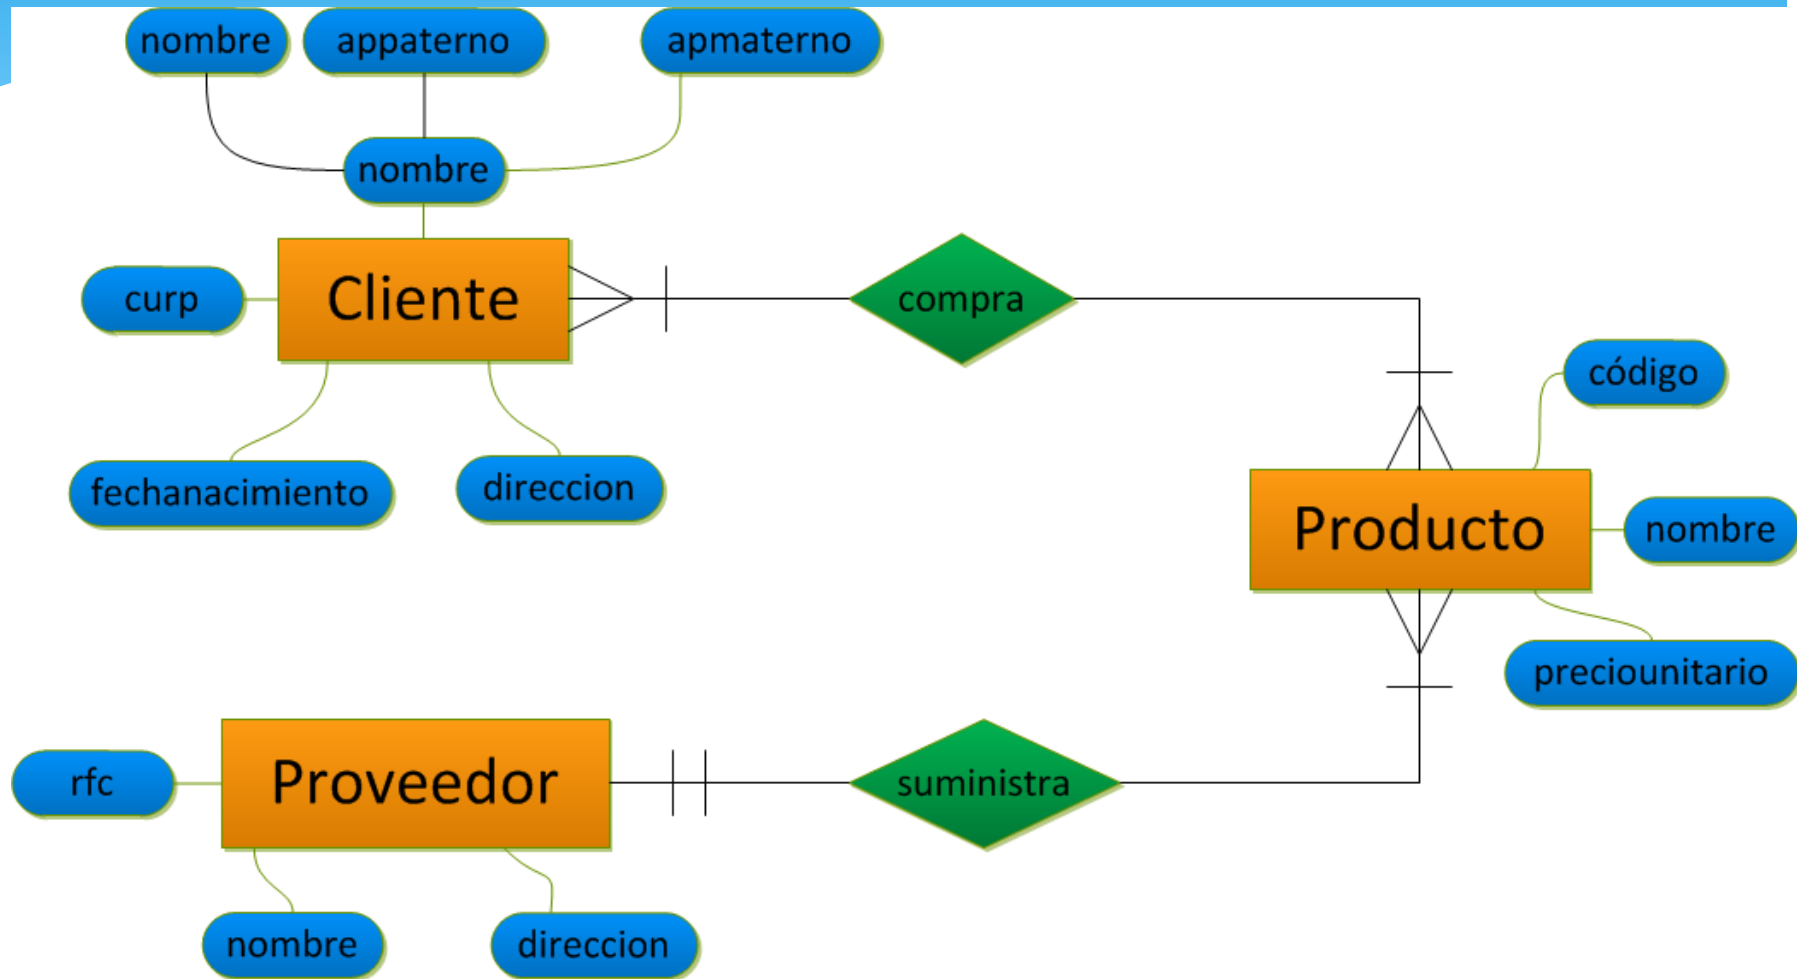 nombre
appaterno
apmaterno
nombre
Cliente
curp
compra
código
fechanacimiento
direccion
Producto
nombre
preciounitario
rfc
Proveedor
suministra
nombre
direccion